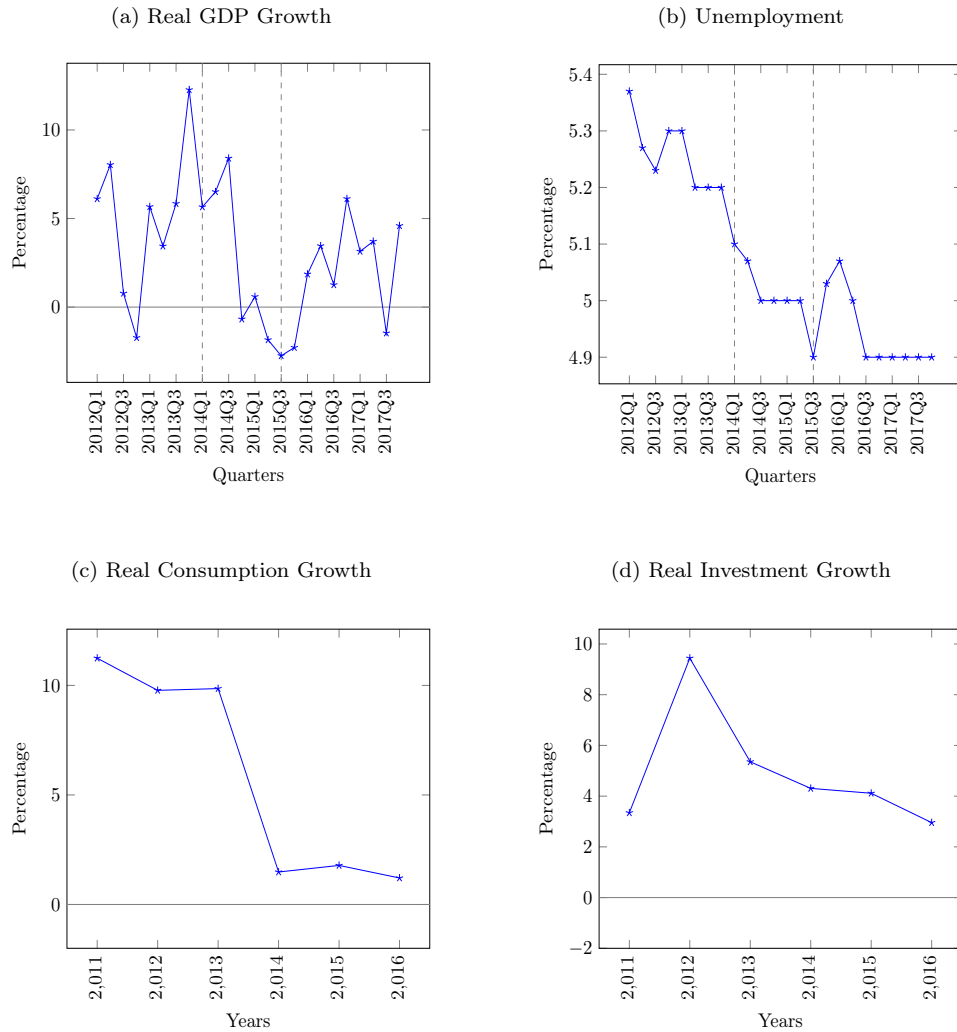 (a) Real GDP Growth
Percentage
10
5
0
2012Q1
2012Q3
2013Q1
2013Q3
2014Q1
2014Q3
2015Q1
2015Q3
2016Q1
2016Q3
2017Q1
2017Q3
Quarters
(b) Unemployment
Percentage
5.4
5.3
5.2
5.1
5
4.9
2012Q1
2012Q3
2013Q1
2013Q3
2014Q1
2014Q3
2015Q1
2015Q3
2016Q1
2016Q3
2017Q1
2017Q3
Quarters
(c) Real Consumption Growth
Percentage
10
5
0
2,011
2,012
2,013
2,014
2,015
2,016
Years
(d) Real Investment Growth
Percentage
10
8
6
4
2
0
−2
2,011
2,012
2,013
2,014
2,015
2,016
Years